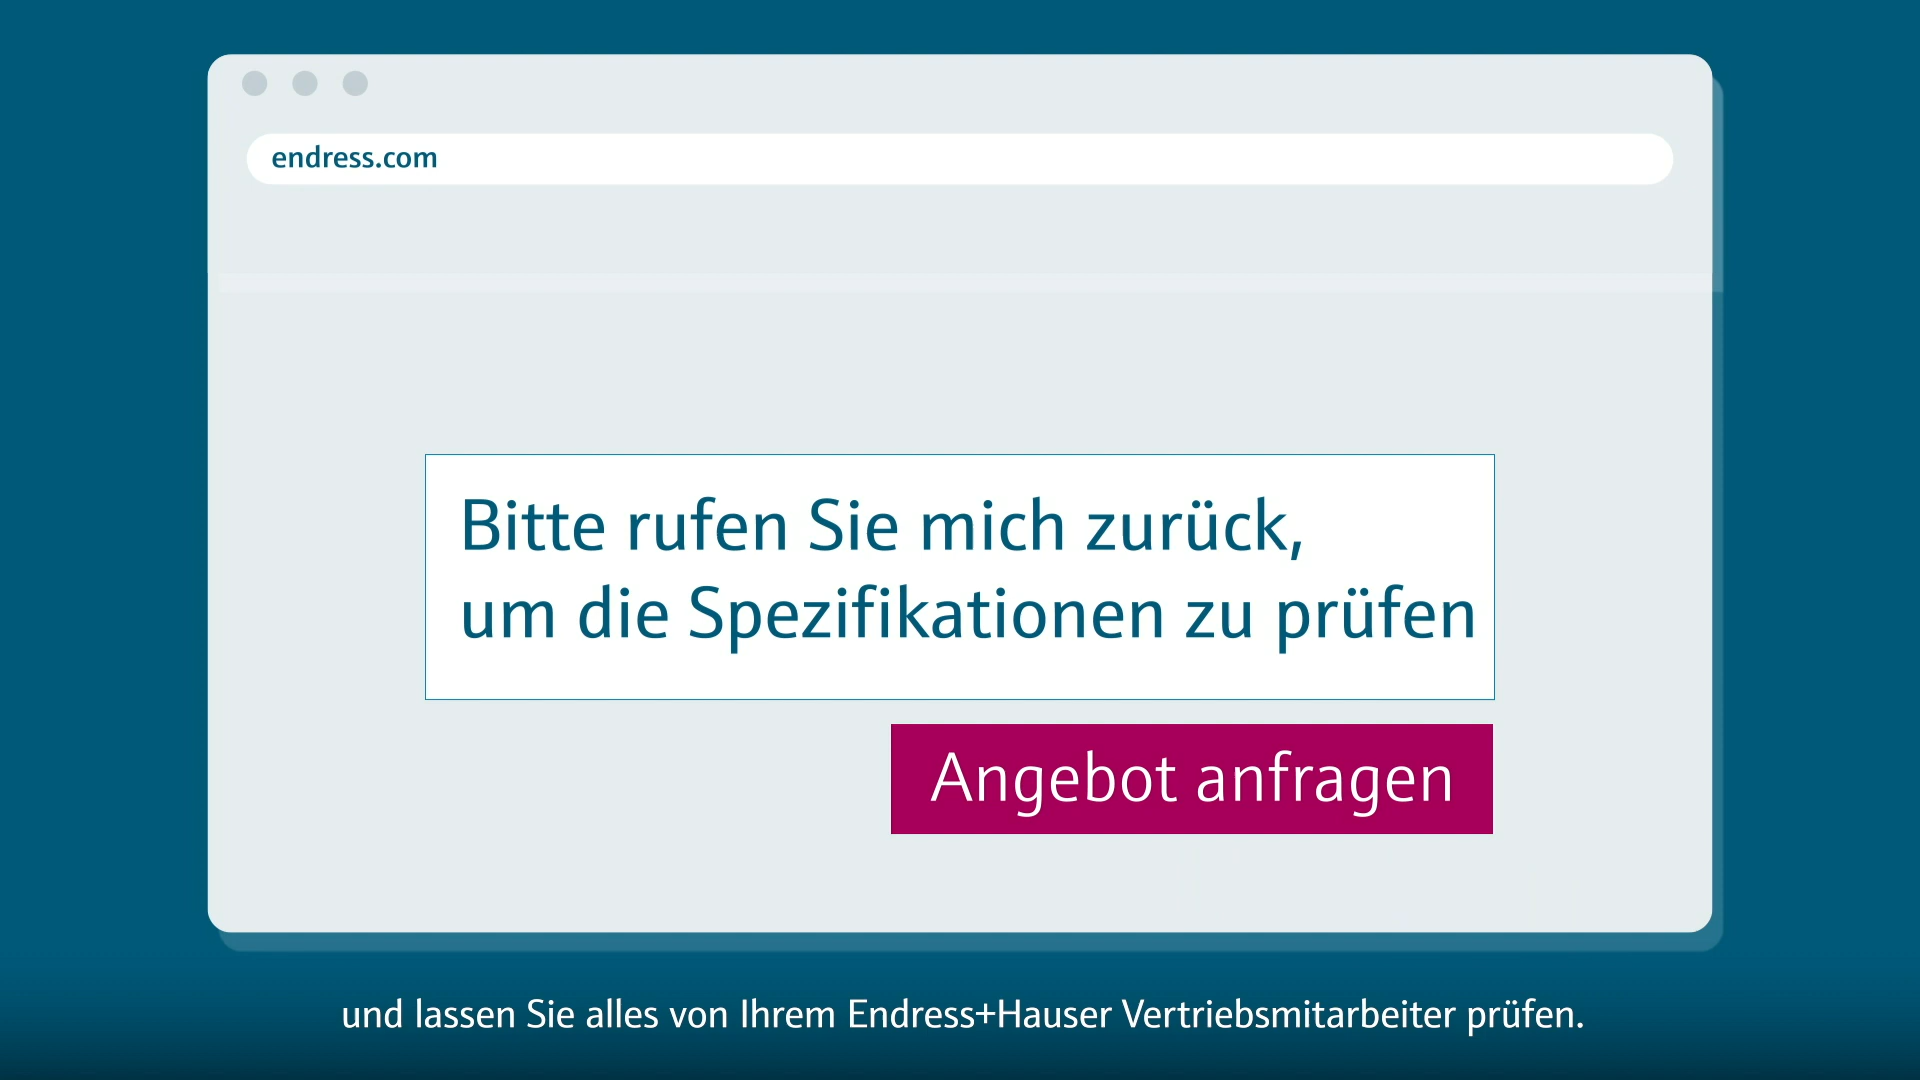 endress.com
Bitte rufen Sie mich zurück,
um die Spezifikationen zu prüfen
Angebot anfragen
und lassen Sie alles von Ihrem Endress+Hauser Vertriebsmitarbeiter prüfen.